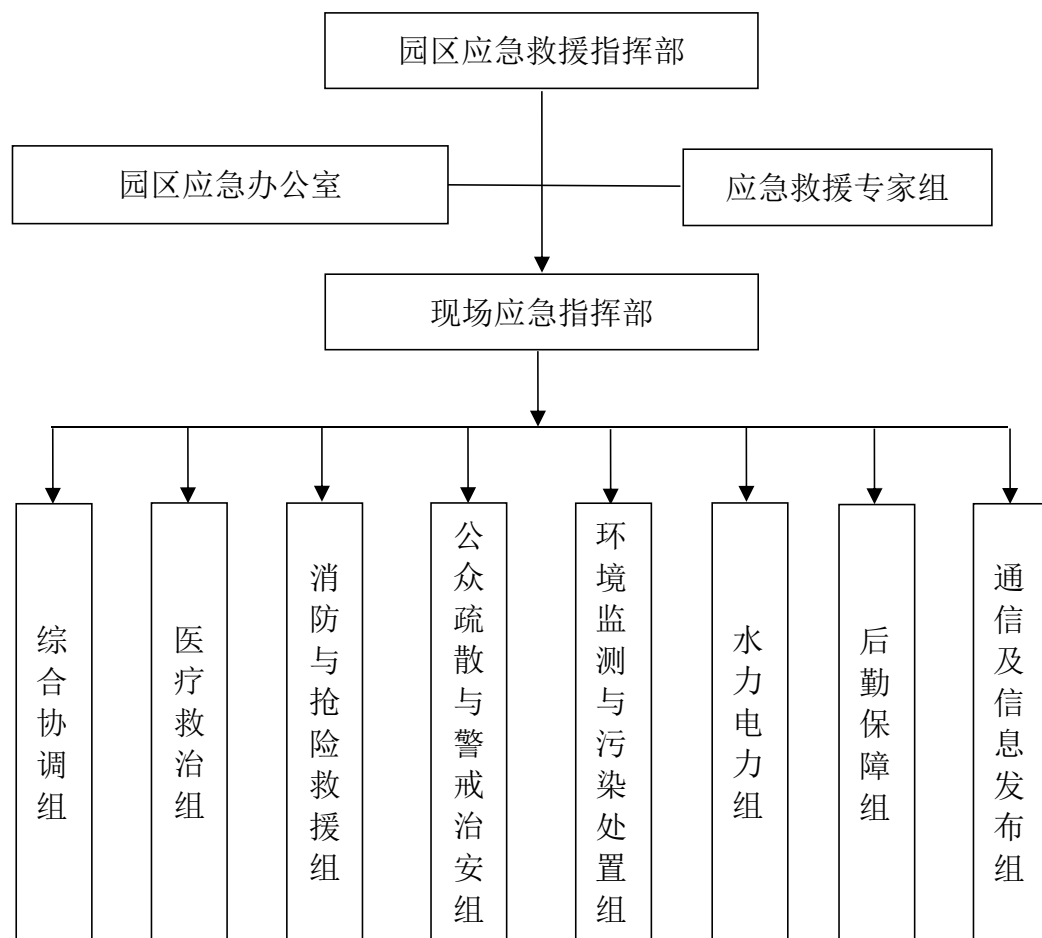 园区应急救援指挥部
园区应急办公室
应急救援专家组
现场应急指挥部
综合协调组
医疗救治组
消防与抢险救援组
公众疏散与警戒治安组
环境监测与污染处置组
水力电力组
后勤保障组
通信及信息发布组